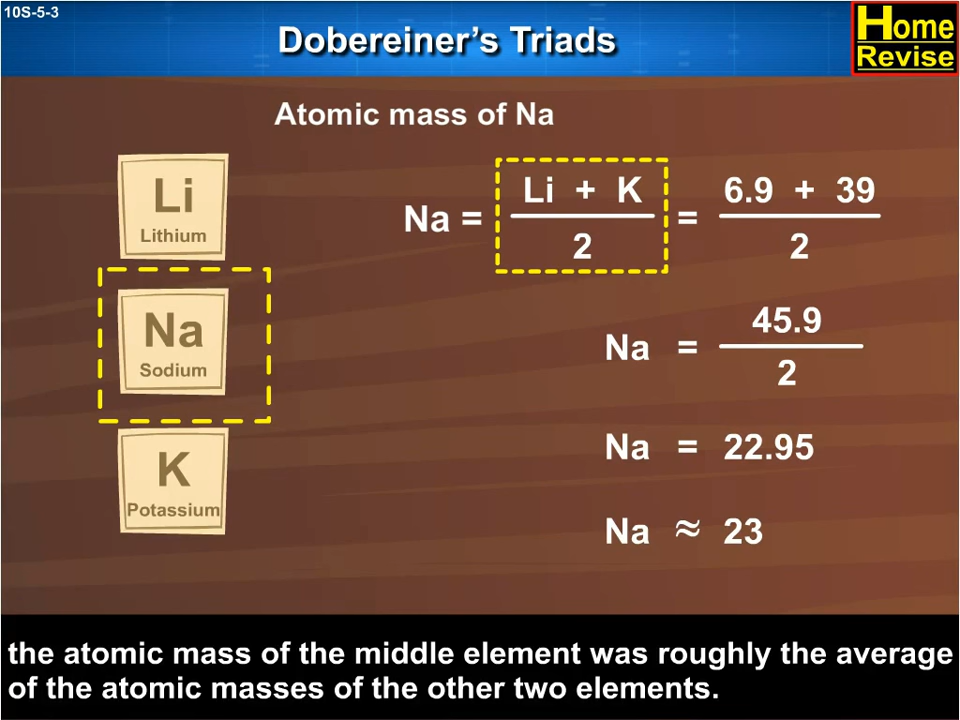 10S-5-3
Dobereiner's Triads
Home
Revise
Atomic mass of Na
Li
Lithium
Na
Sodium
K
Potassium
Na = Li + K / 2 = 6.9 + 39 / 2
Na = 45.9 / 2
Na = 22.95
Na ≈ 23
the atomic mass of the middle element was roughly the average
of the atomic masses of the other two elements.